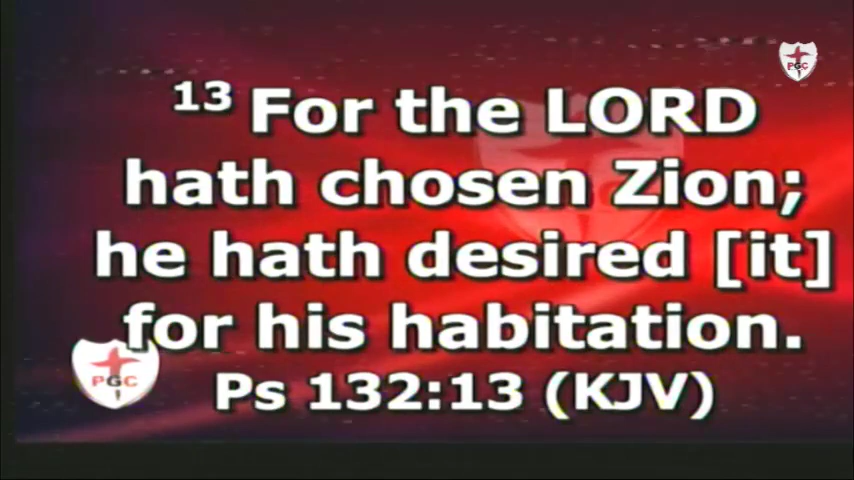 PGC
13 For the LORD
hath chosen Zion;
he hath desired [it]
for his habitation.
PGC
Ps 132:13 (KJV)